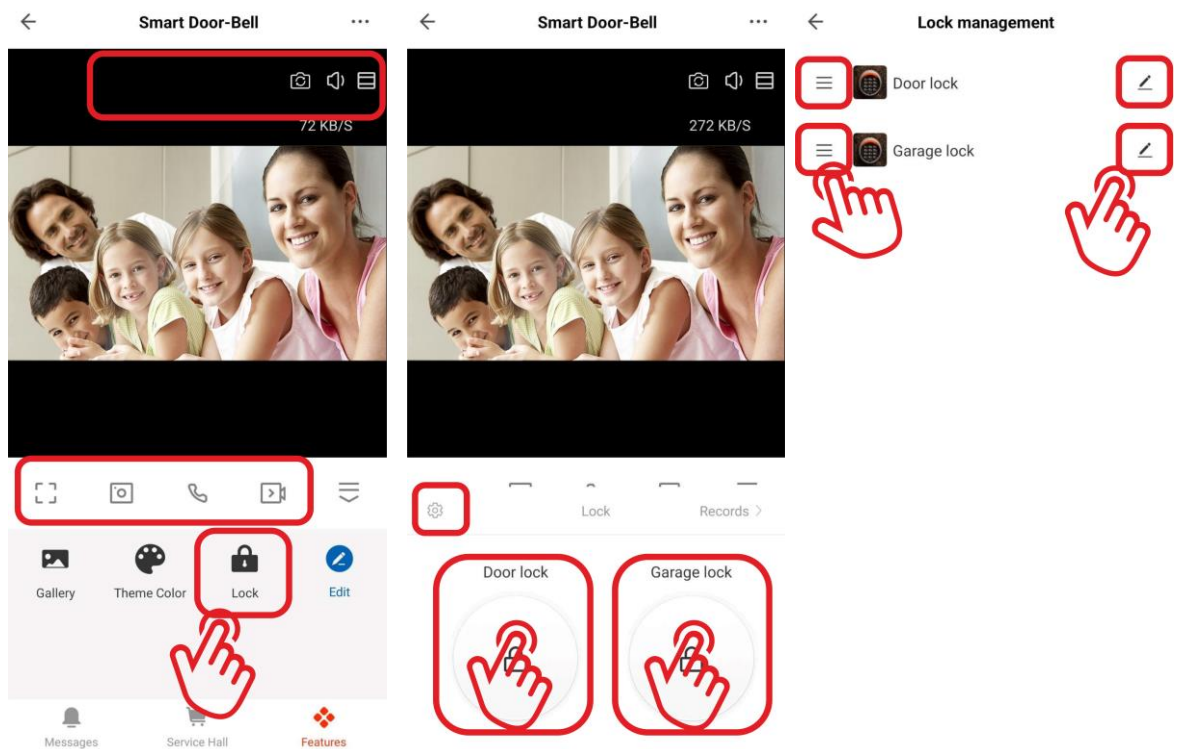 Smart Door-Bell
72 KB/S
Gallery
Theme Color
Lock
Edit
Messages
Service Hall
Features
Smart Door-Bell
272 KB/S
Lock
Records >
Door lock
Garage lock
Lock management
Door lock
Garage lock